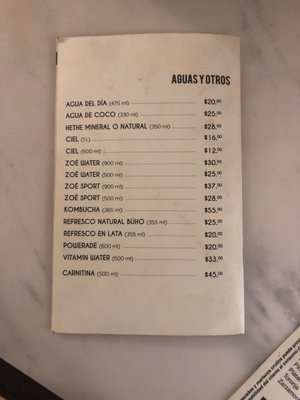 AGUAS Y OTROS
AGUA DEL DÍA (475 ml) $20.00
AGUA DE COCO (330 ml) $25.00
HETHE MINERAL O NATURAL (350 ml) $28.00
CIEL (1 L) $16.00
CIEL (600 ml) $12.00
ZOÉ WATER (900 ml) $30.00
ZOÉ WATER (500 ml) $25.00
ZOÉ SPORT (900 ml) $37.00
ZOÉ SPORT (500 ml) $28.00
KOMBUCHA (365 ml) $55.00
REFRESCO NATURAL BÚHO (355 ml) $25.00
REFRESCO EN LATA (355 ml) $20.00
POWERADE (600 ml) $20.00
VITAMIN WATER (500 ml) $33.00
CARNITINA (500 ml) $45.00